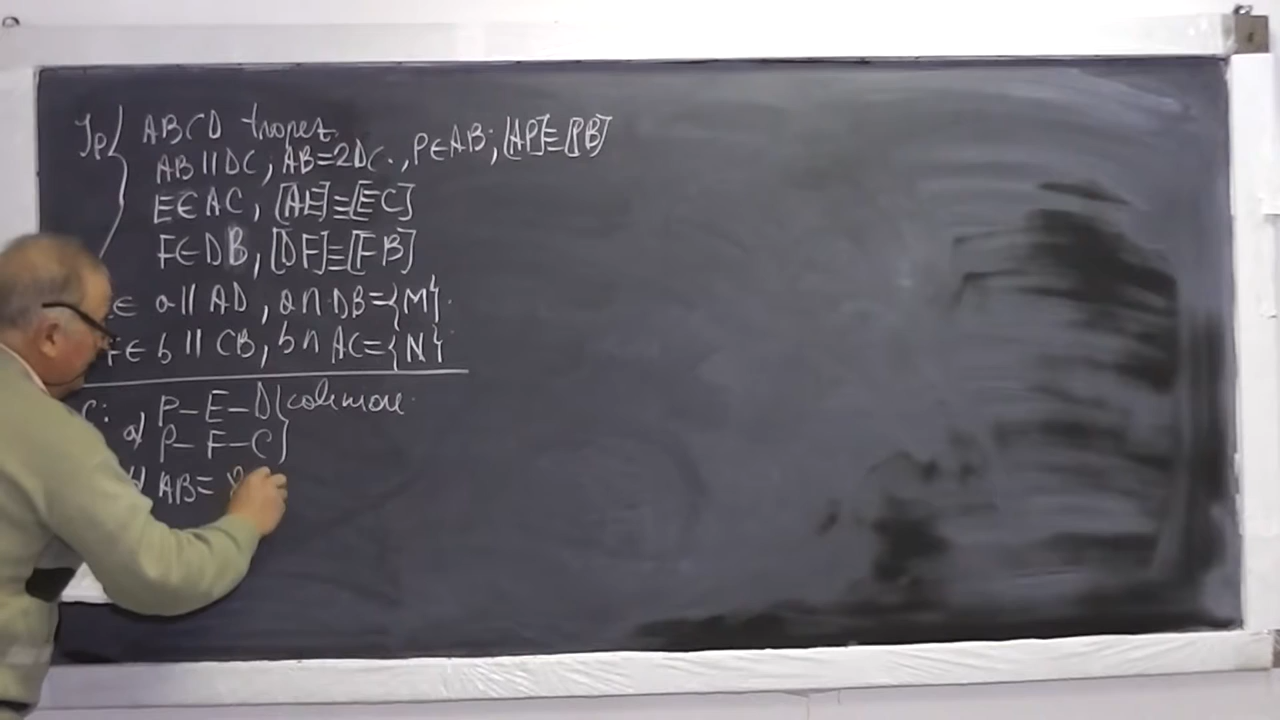 Ip ABCD trapez
AB || DC, AB=2DC., P∈AB; [AP]≡[PB]
E∈AC, [AE]≡[EC]
F∈DB, [DF]≡[FB]
∈ a || AD, a∩DB={M}.
F∈ b || CB, b∩AC={N}
C: a) P-E-D } coliniare.
P-F-C
AB=